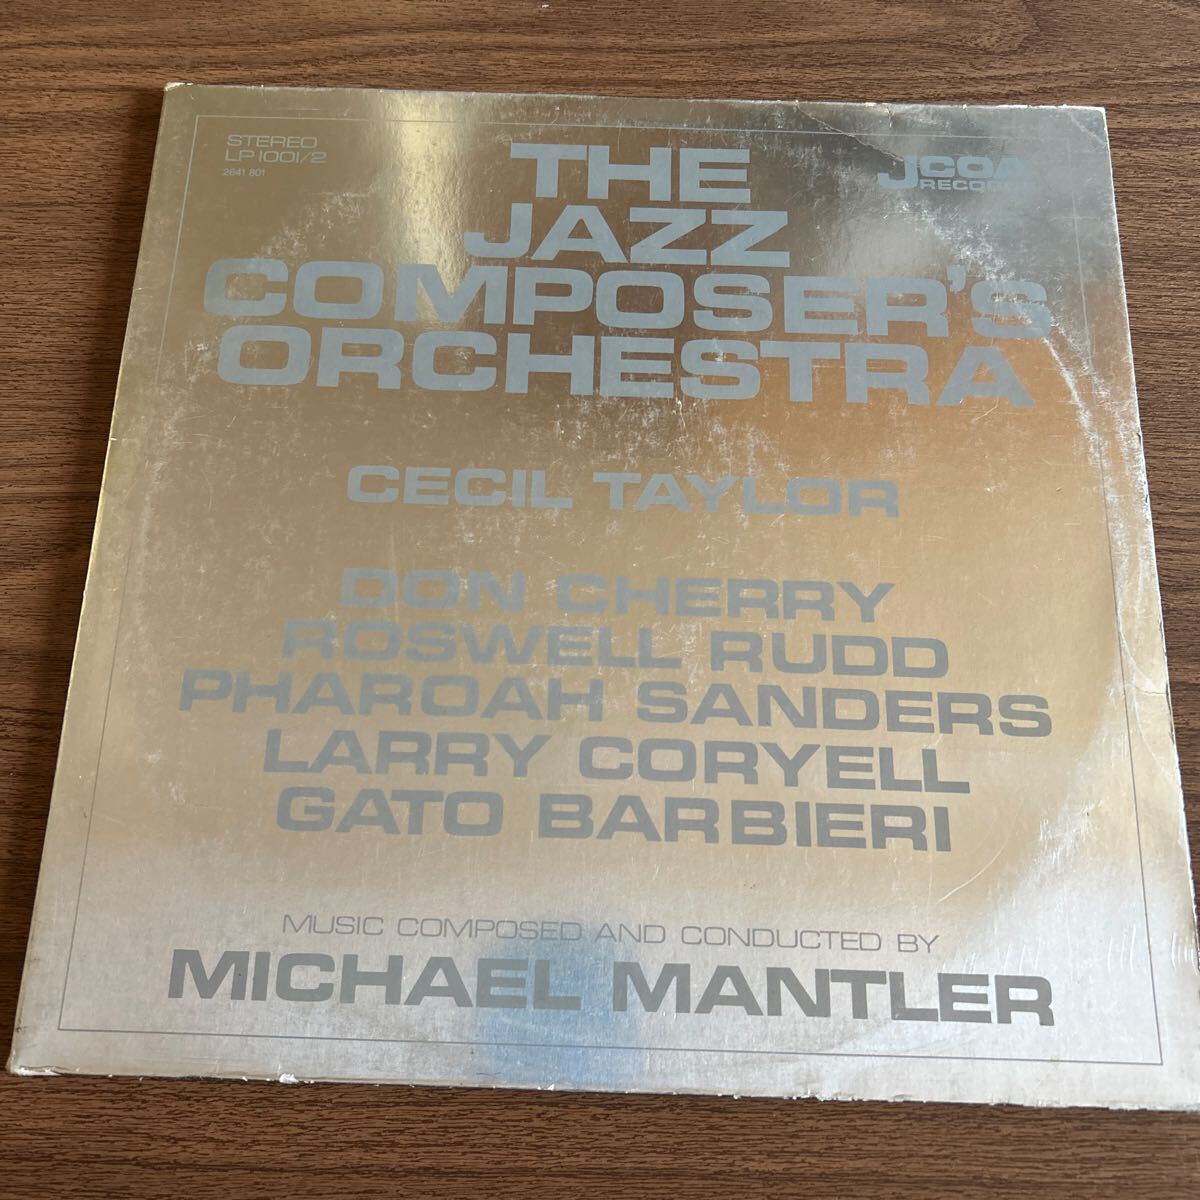 STEREO
LP 1001/2
2641 801
JCOA
RECORDS
THE
JAZZ
COMPOSER'S
ORCHESTRA
CECIL TAYLOR
DON CHERRY
ROSWELL RUDD
PHAROAH SANDERS
LARRY CORYELL
GATO BARBIERI
MUSIC COMPOSED AND CONDUCTED BY
MICHAEL MANTLER